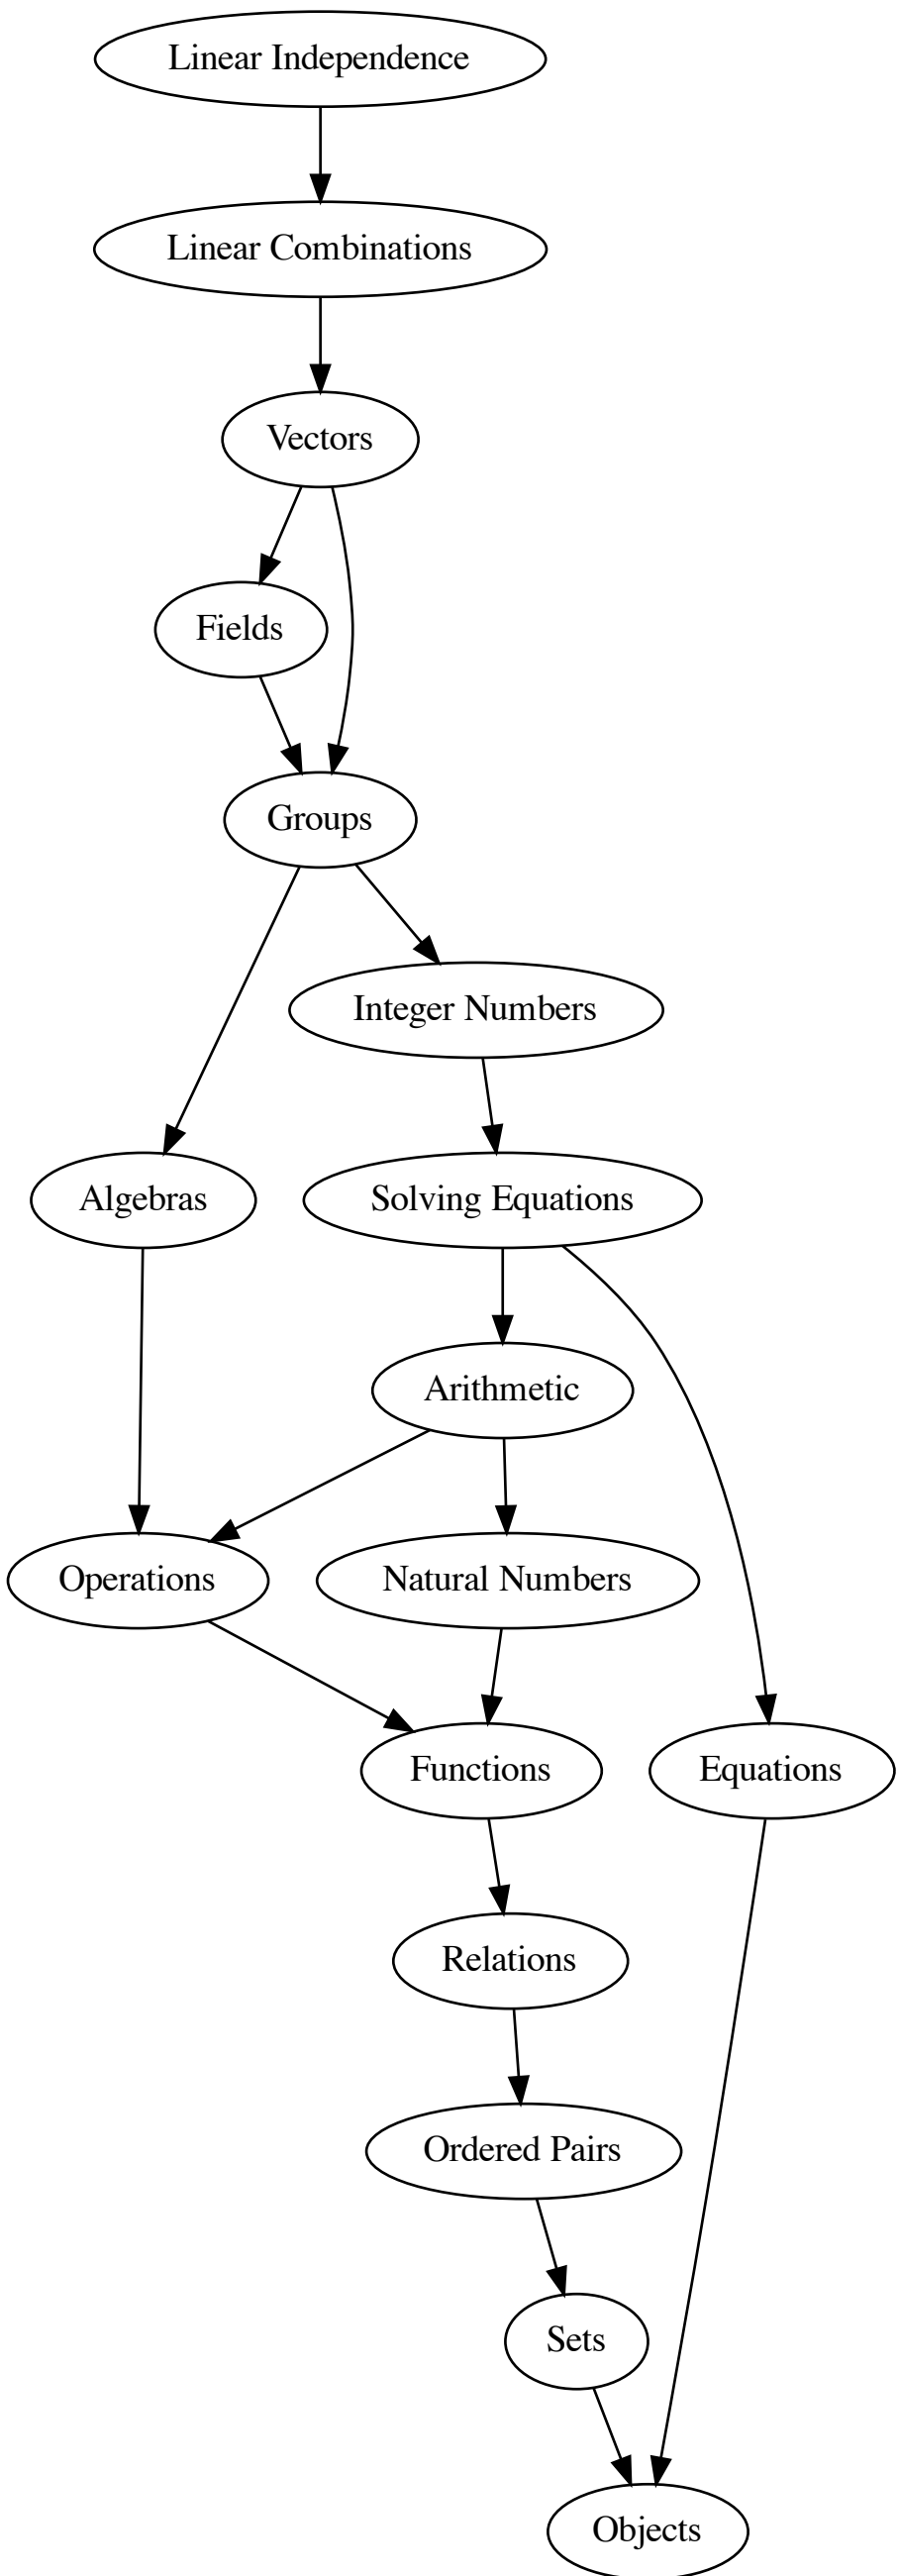 Linear Independence
Linear Combinations
Vectors
Fields
Groups
Integer Numbers
Algebras
Solving Equations
Arithmetic
Operations
Natural Numbers
Functions
Equations
Relations
Ordered Pairs
Sets
Objects